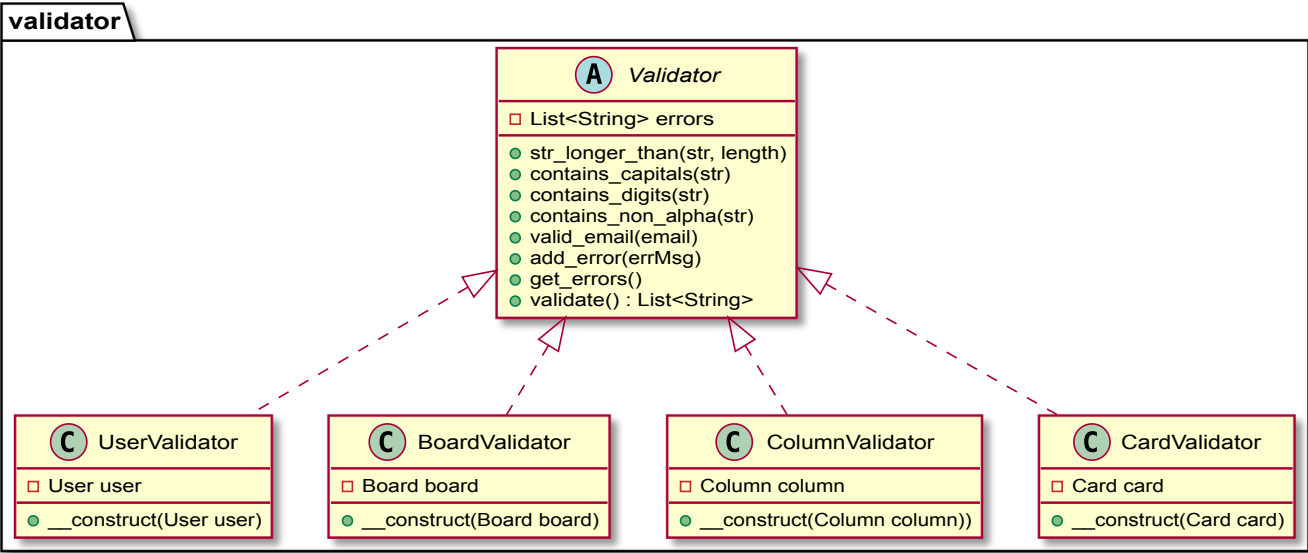 validator
A Validator
List<String> errors
str_longer_than(str, length)
contains_capitals(str)
contains_digits(str)
contains_non_alpha(str)
valid_email(email)
add_error(errMsg)
get_errors()
validate() : List<String>
C UserValidator
User user
__construct(User user)
C BoardValidator
Board board
__construct(Board board)
C ColumnValidator
Column column
__construct(Column column))
C CardValidator
Card card
__construct(Card card)